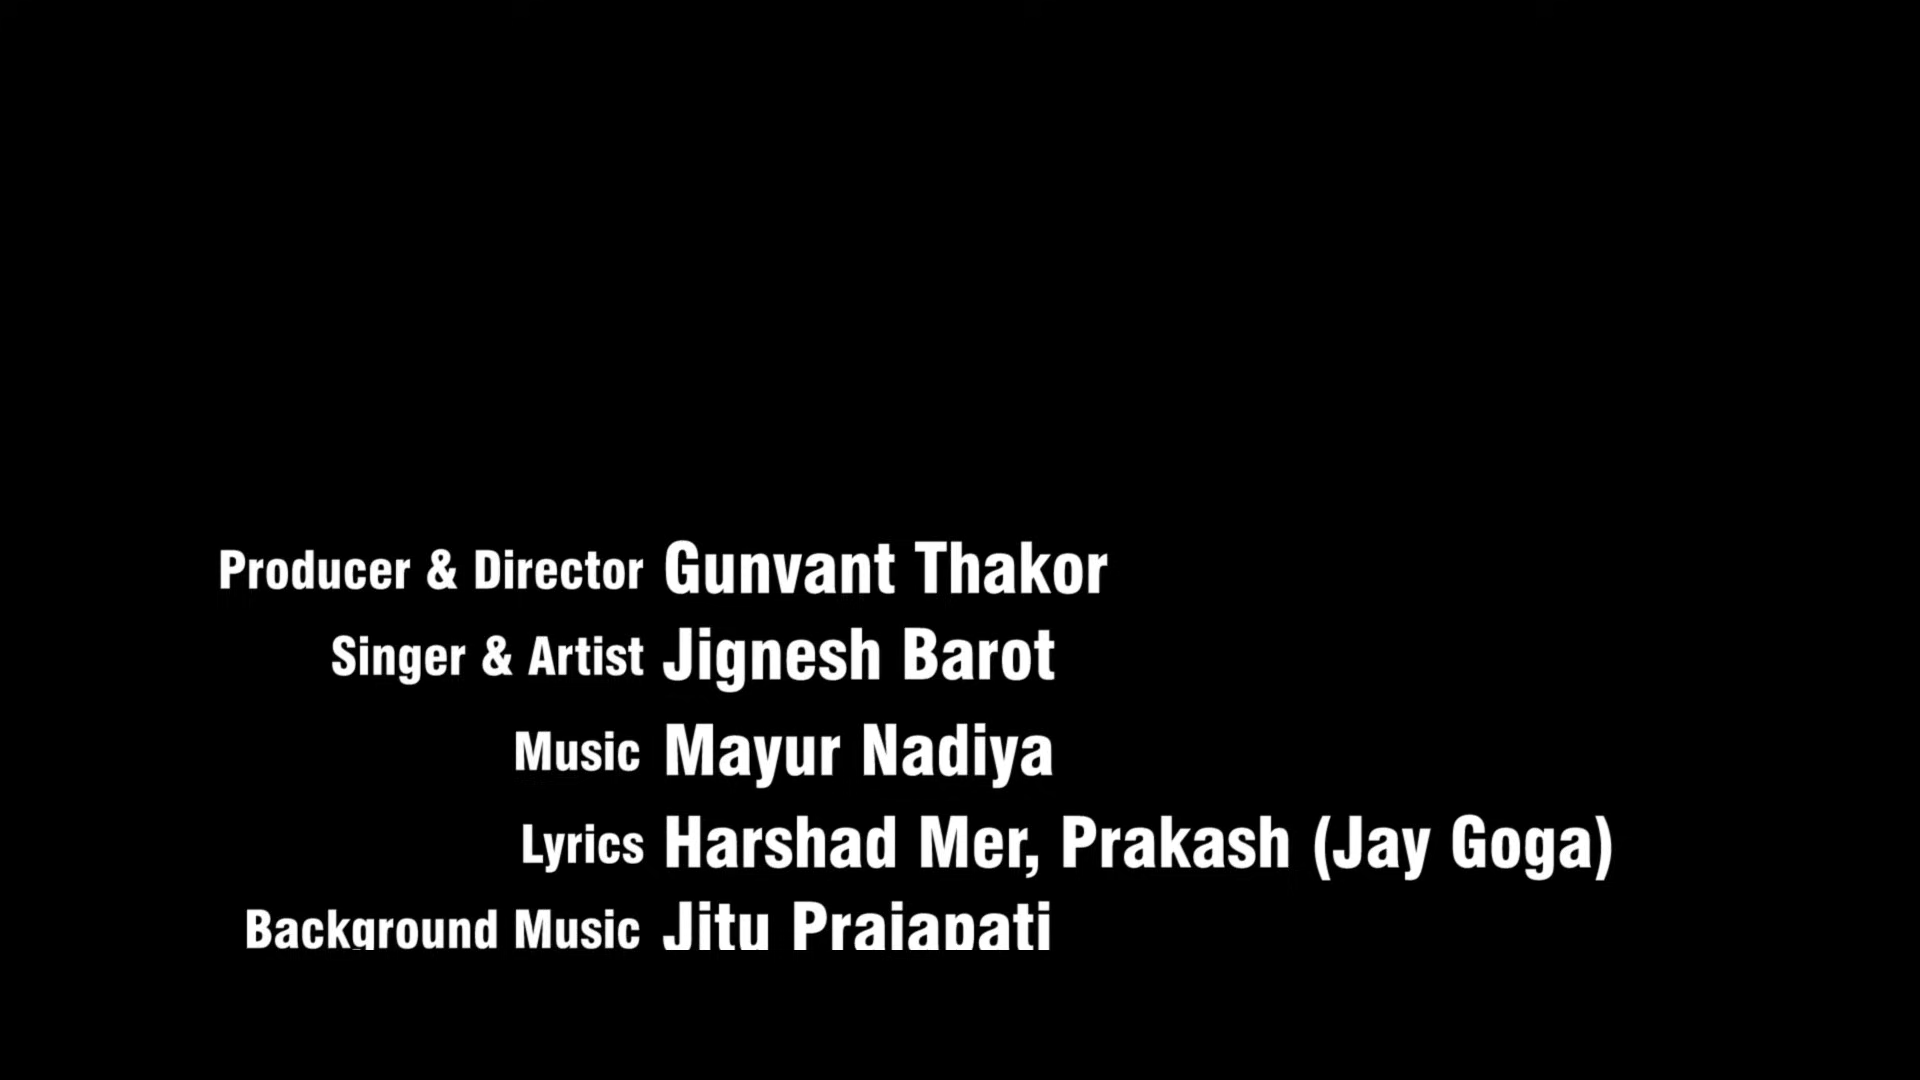 Producer & Director Gunvant Thakor
Singer & Artist Jignesh Barot
Music Mayur Nadiya
Lyrics Harshad Mer, Prakash (Jay Goga)
Background Music Jitu Prajapati